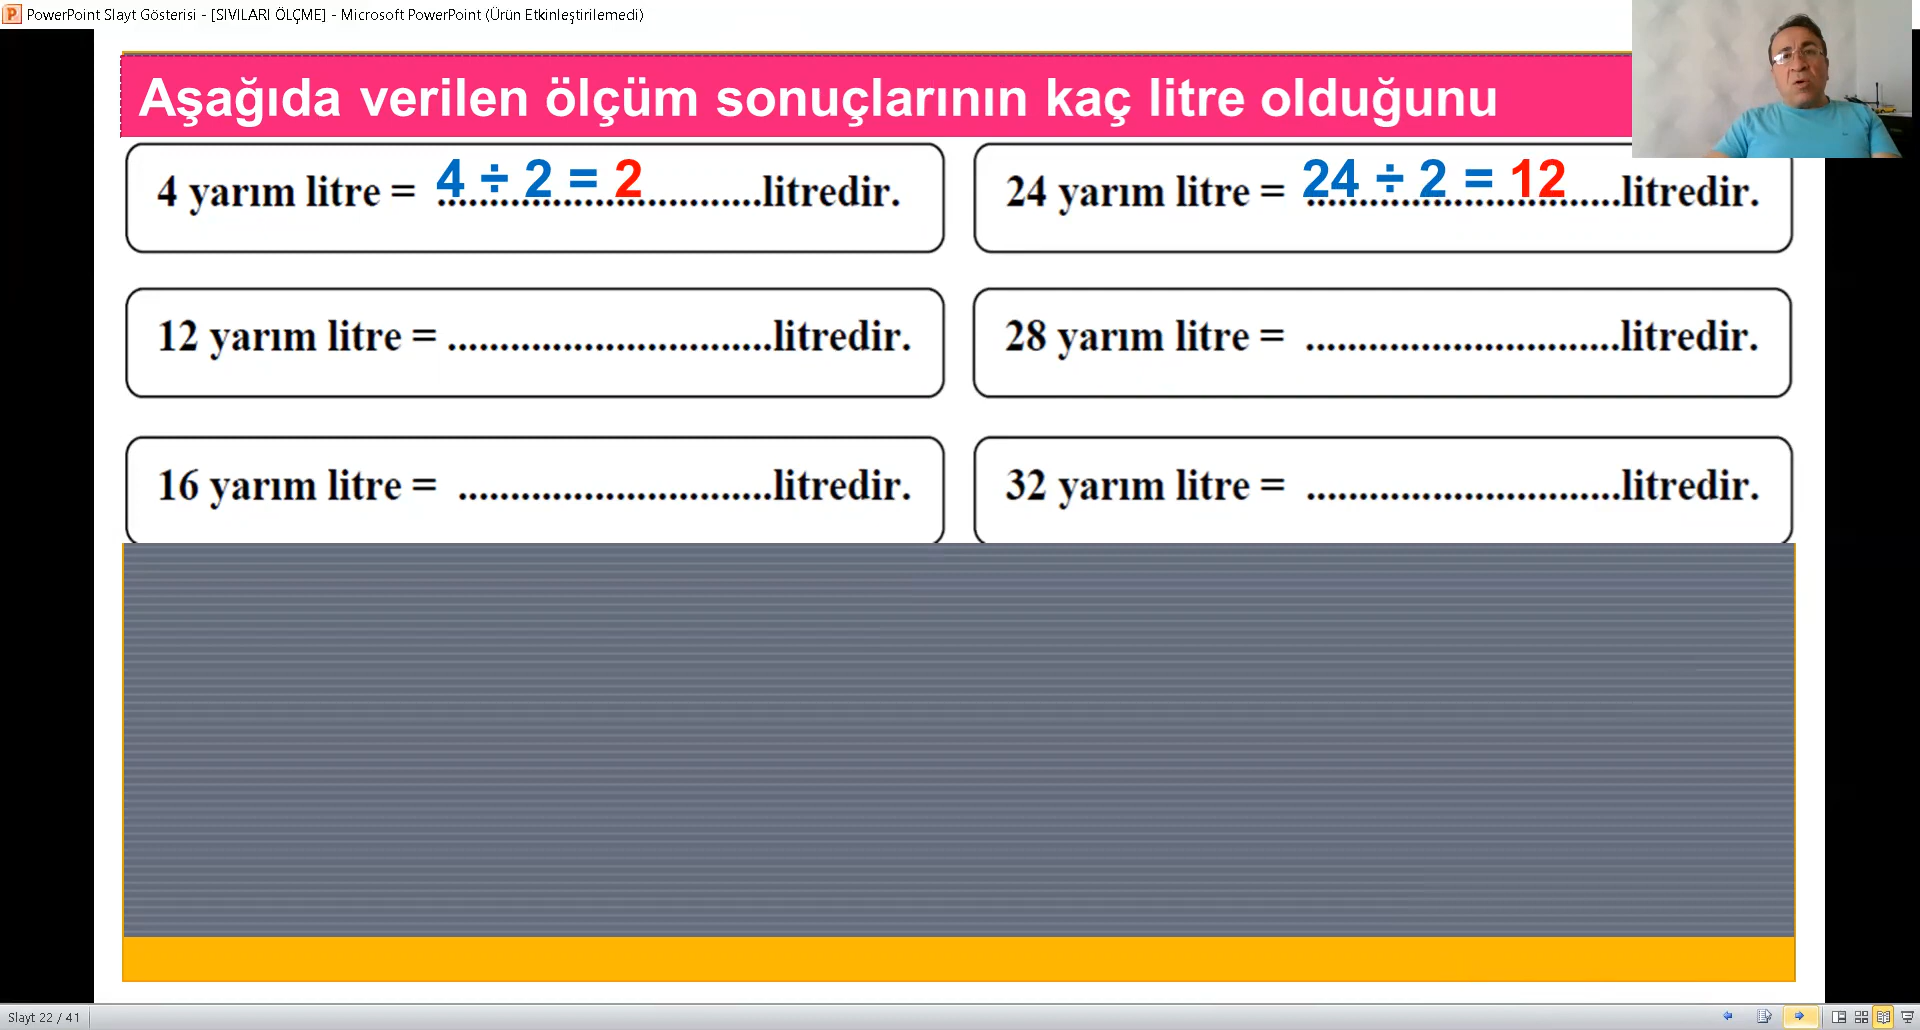 PowerPoint Slayt Gösterisi - [SIVILARI ÖLÇME] - Microsoft PowerPoint (Ürün Etkinleştirilemedi)
Aşağıda verilen ölçüm sonuçlarının kaç litre olduğunu
4 yarım litre = 4 ÷ 2 = 2 ..............................litredir.
24 yarım litre = 24 ÷ 2 = 12 ..............................litredir.
12 yarım litre = ...............................litredir.
28 yarım litre = ..............................litredir.
16 yarım litre = ..............................litredir.
32 yarım litre = ..............................litredir.
Slayt 22 / 41